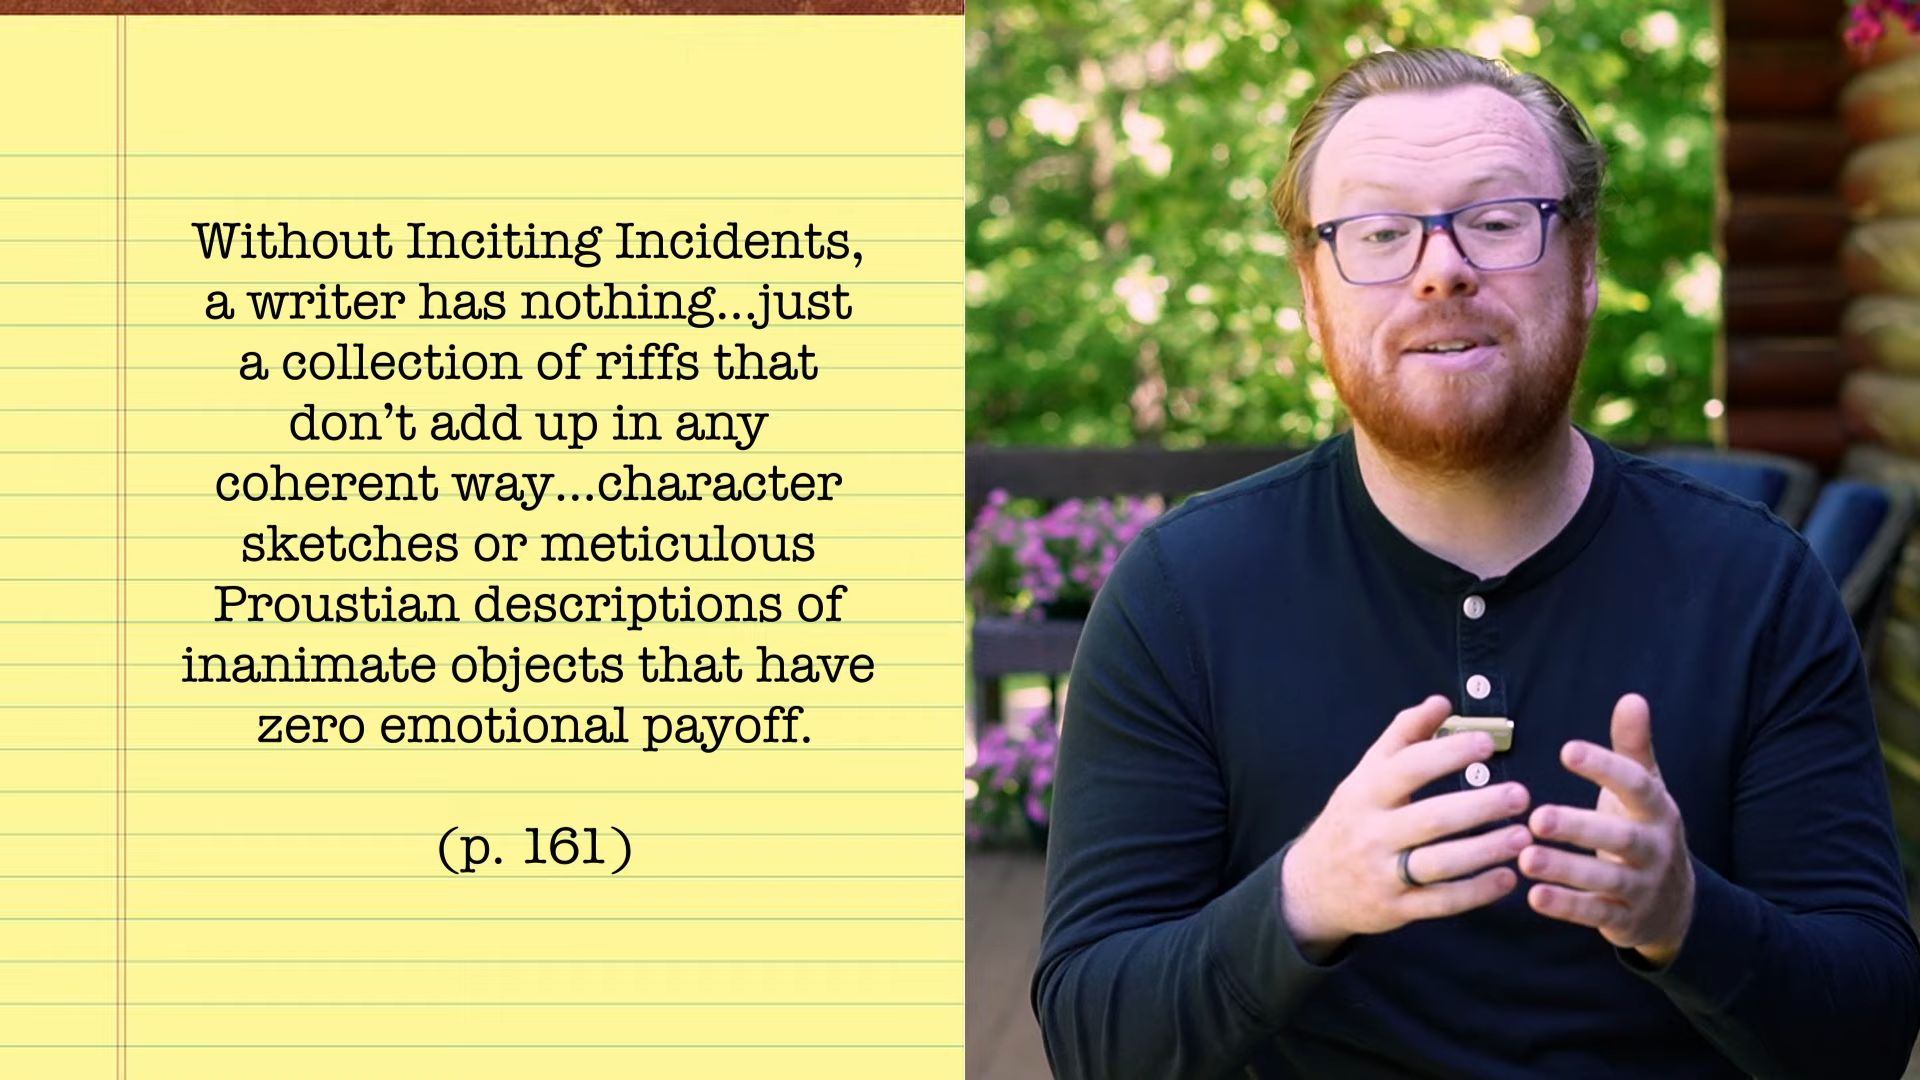 Without Inciting Incidents,
a writer has nothing...just
a collection of riffs that
don’t add up in any
coherent way...character
sketches or meticulous
Proustian descriptions of
inanimate objects that have
zero emotional payoff.
(p. 161)